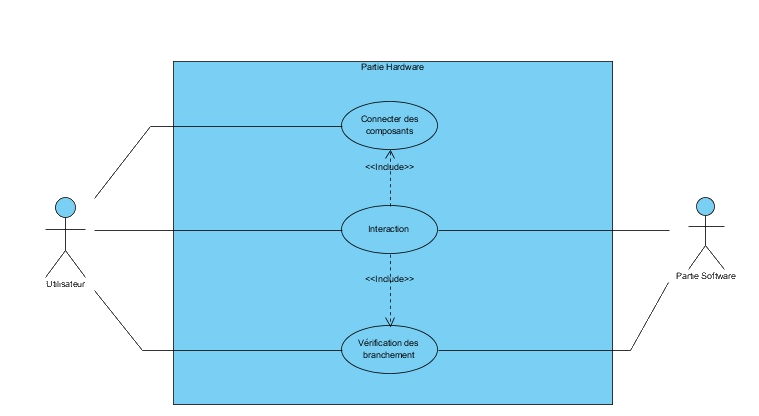 Partie Hardware
Connecter des
composants
<<Include>>
Interaction
Utilisateur
Partie Software
<<Include>>
Vérification des
branchement